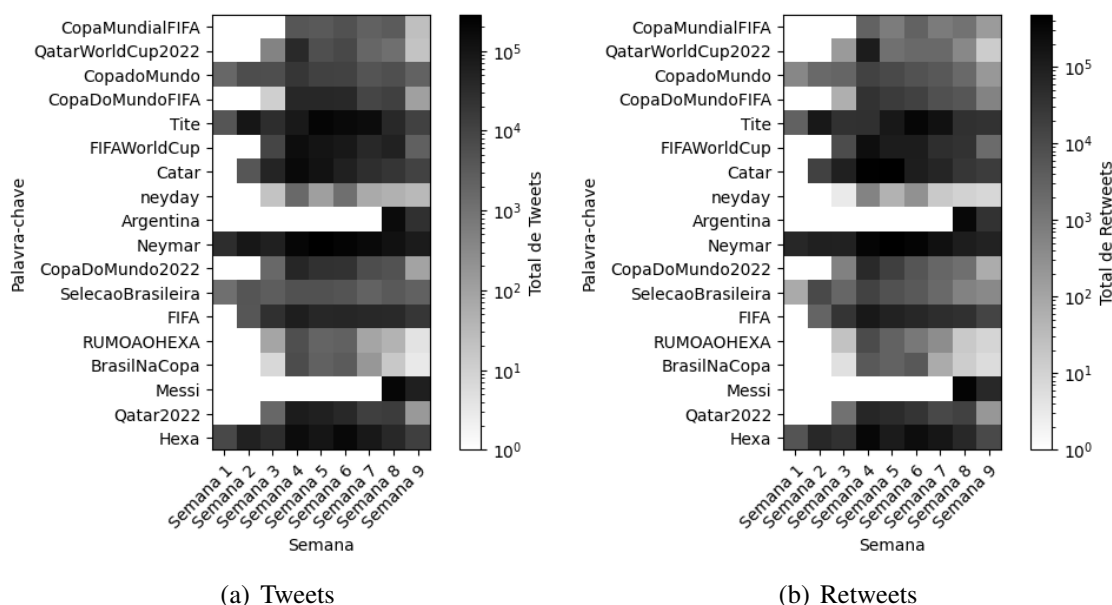 CopaMundialFIFA
QatarWorldCup2022
CopadoMundo
CopaDoMundoFIFA
Tite
FIFAWorldCup
Catar
neyday
Argentina
Neymar
CopaDoMundo2022
SelecaoBrasileira
FIFA
RUMOAOHEXA
BrasilNaCopa
Messi
Qatar2022
Hexa
Palavra-chave
Semana 1
Semana 2
Semana 3
Semana 4
Semana 5
Semana 6
Semana 7
Semana 8
Semana 9
Semana
10^5
10^4
10^3
10^2
10^1
10^0
Total de Tweets
(a) Tweets
CopaMundialFIFA
QatarWorldCup2022
CopadoMundo
CopaDoMundoFIFA
Tite
FIFAWorldCup
Catar
neyday
Argentina
Neymar
CopaDoMundo2022
SelecaoBrasileira
FIFA
RUMOAOHEXA
BrasilNaCopa
Messi
Qatar2022
Hexa
Palavra-chave
Semana 1
Semana 2
Semana 3
Semana 4
Semana 5
Semana 6
Semana 7
Semana 8
Semana 9
Semana
10^5
10^4
10^3
10^2
10^1
10^0
Total de Retweets
(b) Retweets